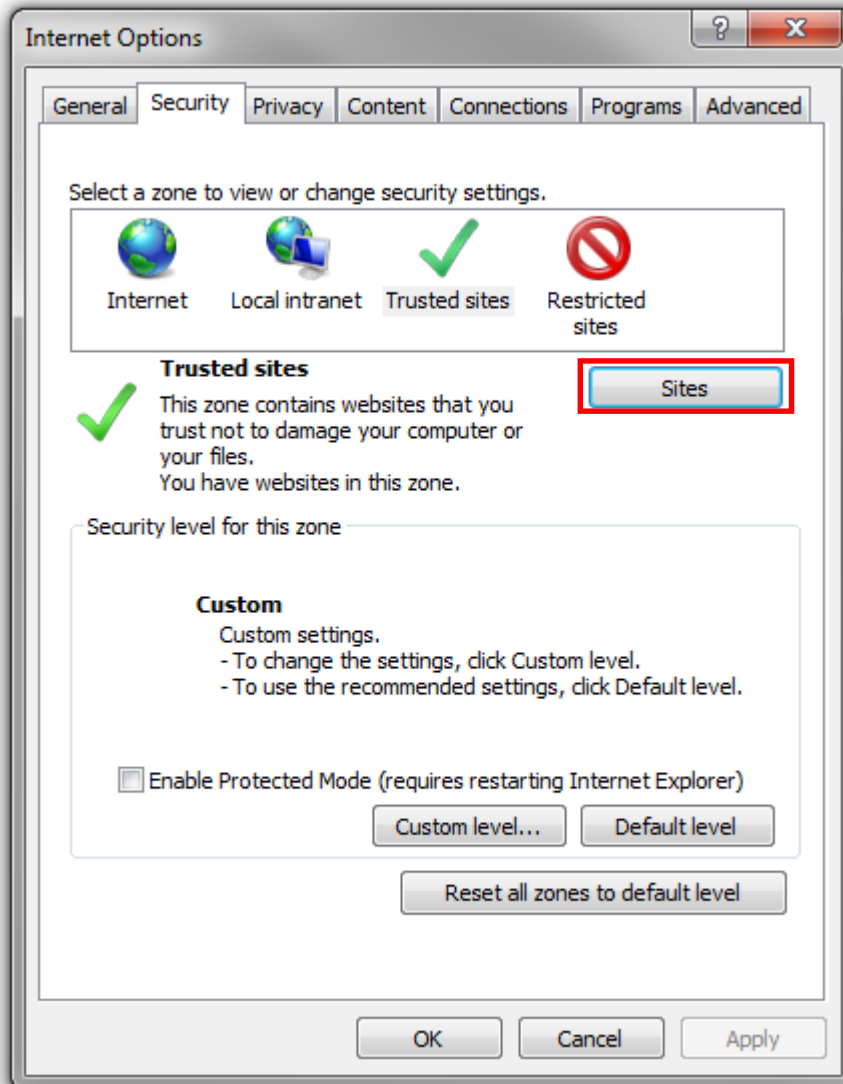 Internet Options
General Security Privacy Content Connections Programs Advanced
Select a zone to view or change security settings.
Internet Local intranet Trusted sites Restricted
sites
Trusted sites
Sites
This zone contains websites that you
trust not to damage your computer or
your files.
You have websites in this zone.
Security level for this zone
Custom
Custom settings.
- To change the settings, click Custom level.
- To use the recommended settings, click Default level.
Enable Protected Mode (requires restarting Internet Explorer)
Custom level... Default level
Reset all zones to default level
OK Cancel Apply